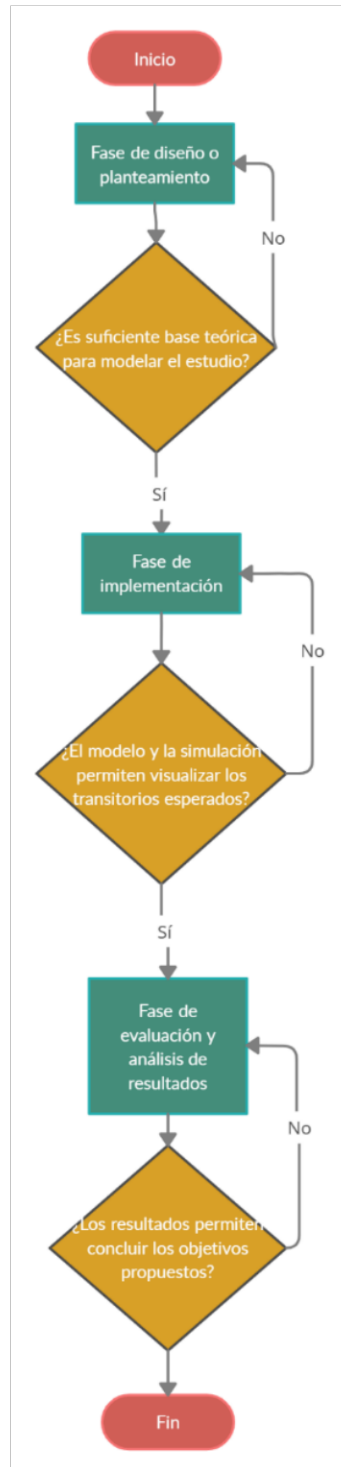 Inicio
Fase de diseño o
planteamiento
No
¿Es suficiente base teórica
para modelar el estudio?
Sí
Fase de
implementación
No
¿El modelo y la simulación
permiten visualizar los
transitorios esperados?
Sí
Fase de
evaluación y
análisis de
resultados
No
¿Los resultados permiten
concluir los objetivos
propuestos?
Fin